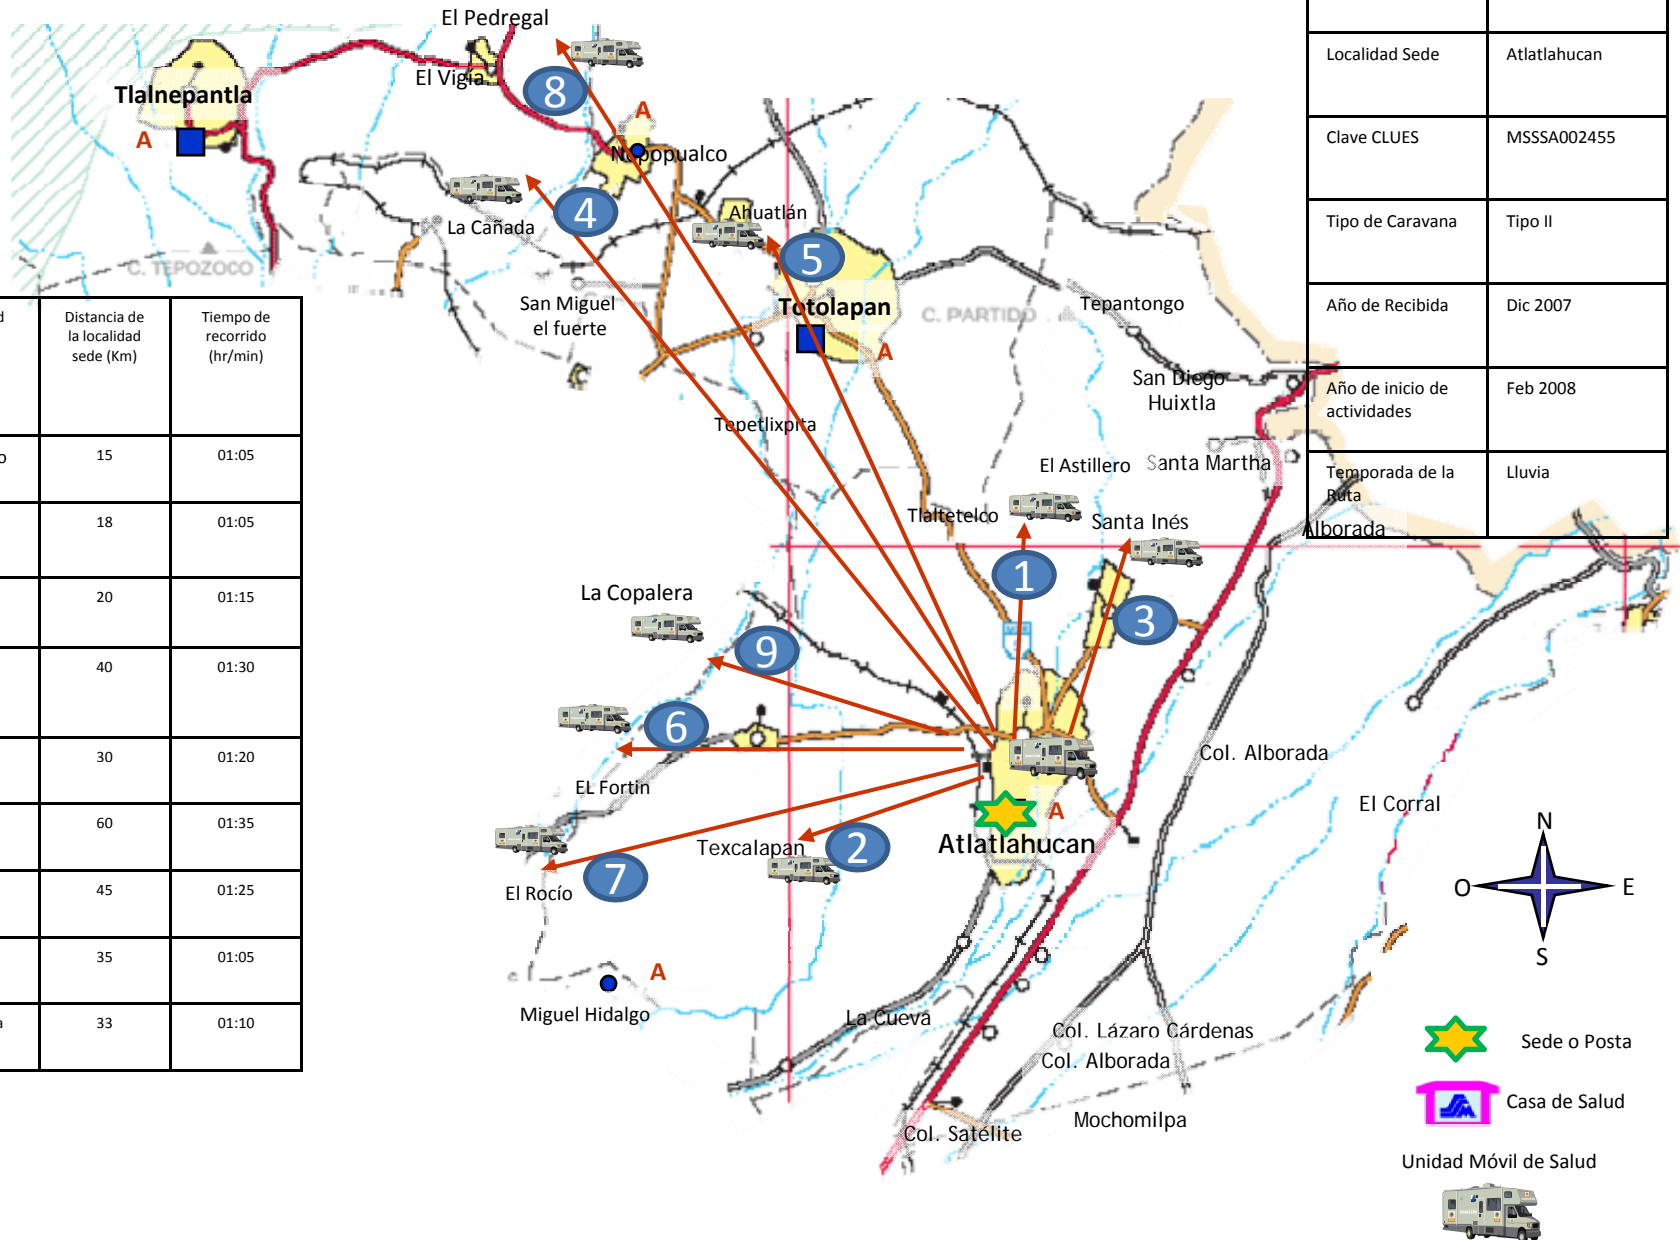 El Pedregal
El Vigía
Tlalnepantla
A
8
A
Nopopualco
4
La Cañada
Ahuatlán
5
C. TEPOZOCO
San Miguel
el fuerte
Totolapan
A
C. PARTIDO
Tepantongo
San Diego
Huixtla
Tepetlixpita
El Astillero
Santa Martha
Tlaltetelco
Santa Inés
Alborada
1
3
La Copalera
9
6
EL Fortin
Col. Alborada
El Corral
Texcalapan
2
A
Atlatlahucan
7
El Rocío
A
Miguel Hidalgo
La Cueva
Col. Lázaro Cárdenas
Col. Alborada
Mochomilpa
Col. Satélite
Localidad Sede Atlatlahucan
Clave CLUES MSSSA002455
Tipo de Caravana Tipo II
Año de Recibida Dic 2007
Año de inicio de
actividades Feb 2008
Temporada de la
Ruta Lluvia
d Distancia de
la localidad
sede (Km)
Tiempo de
recorrido
(hr/min)
o 15 01:05
18 01:05
20 01:15
40 01:30
30 01:20
60 01:35
45 01:25
35 01:05
a 33 01:10
N
O E
S
Sede o Posta
Casa de Salud
Unidad Móvil de Salud